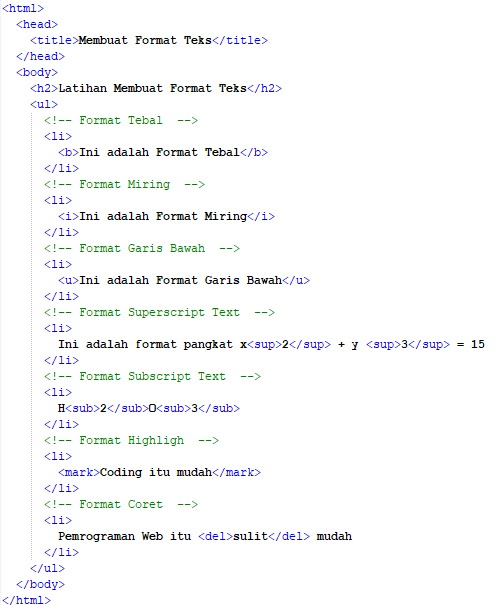 <html>
<head>
<title>Membuat Format Teks</title>
</head>
<body>
<h2>Latihan Membuat Format Teks</h2>
<ul>
<!-- Format Tebal  -->
<li>
<b>Ini adalah Format Tebal</b>
</li>
<!-- Format Miring  -->
<li>
<i>Ini adalah Format Miring</i>
</li>
<!-- Format Garis Bawah  -->
<li>
<u>Ini adalah Format Garis Bawah</u>
</li>
<!-- Format Superscript Text  -->
<li>
Ini adalah format pangkat x<sup>2</sup> + y <sup>3</sup> = 15
</li>
<!-- Format Subscript Text  -->
<li>
H<sub>2</sub>O<sub>3</sub>
</li>
<!-- Format Highligh  -->
<li>
<mark>Coding itu mudah</mark>
</li>
<!-- Format Coret  -->
<li>
Pemrograman Web itu <del>sulit</del> mudah
</li>
</ul>
</body>
</html>